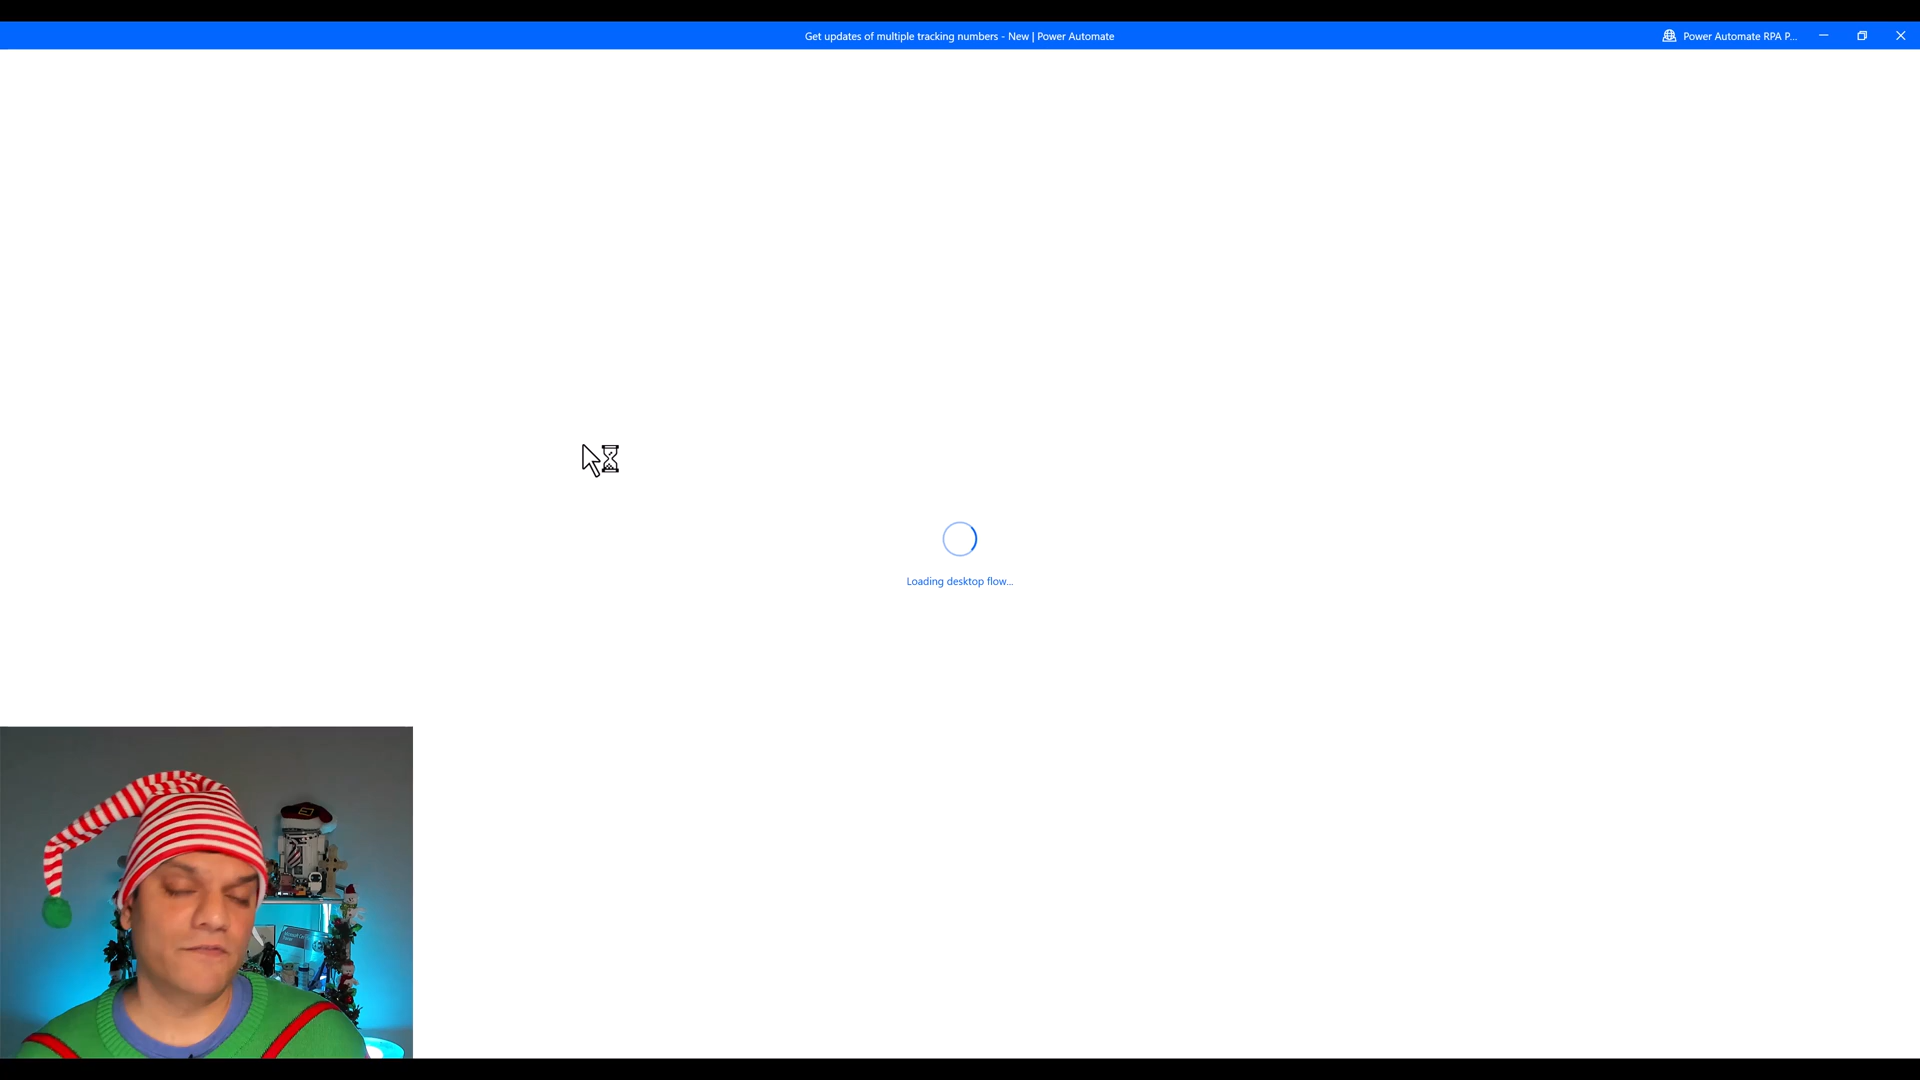 Get updates of multiple tracking numbers - New | Power Automate
Power Automate RPA P...
Loading desktop flow...